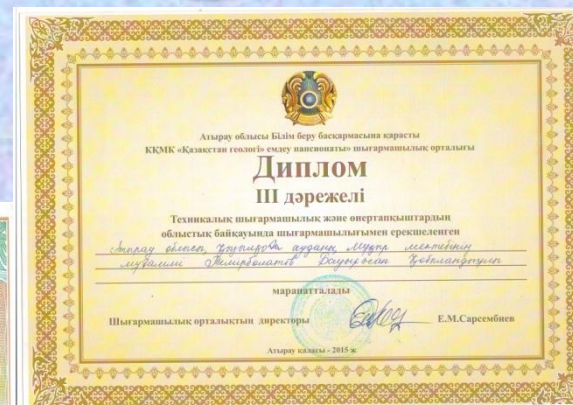 Атырау облысы Білім беру басқармасына қарасты
ҚҚМК «Қазақстан геологі» емдеу пансионаты» шығармашылық орталығы
Диплом
III дәрежелі
Техникалық шығармашылық және өнертапқыштардың
облыстық байқауында шығармашылығымен ерекшеленген
Атырау облысы, Қызылқоға ауданы Мұқыр мектебінің
мұғалімі Темірболатов
марапатталады
Шығармашылық орталықтың директоры Е.М.Сарсембиев
Атырау қаласы - 2015 ж.